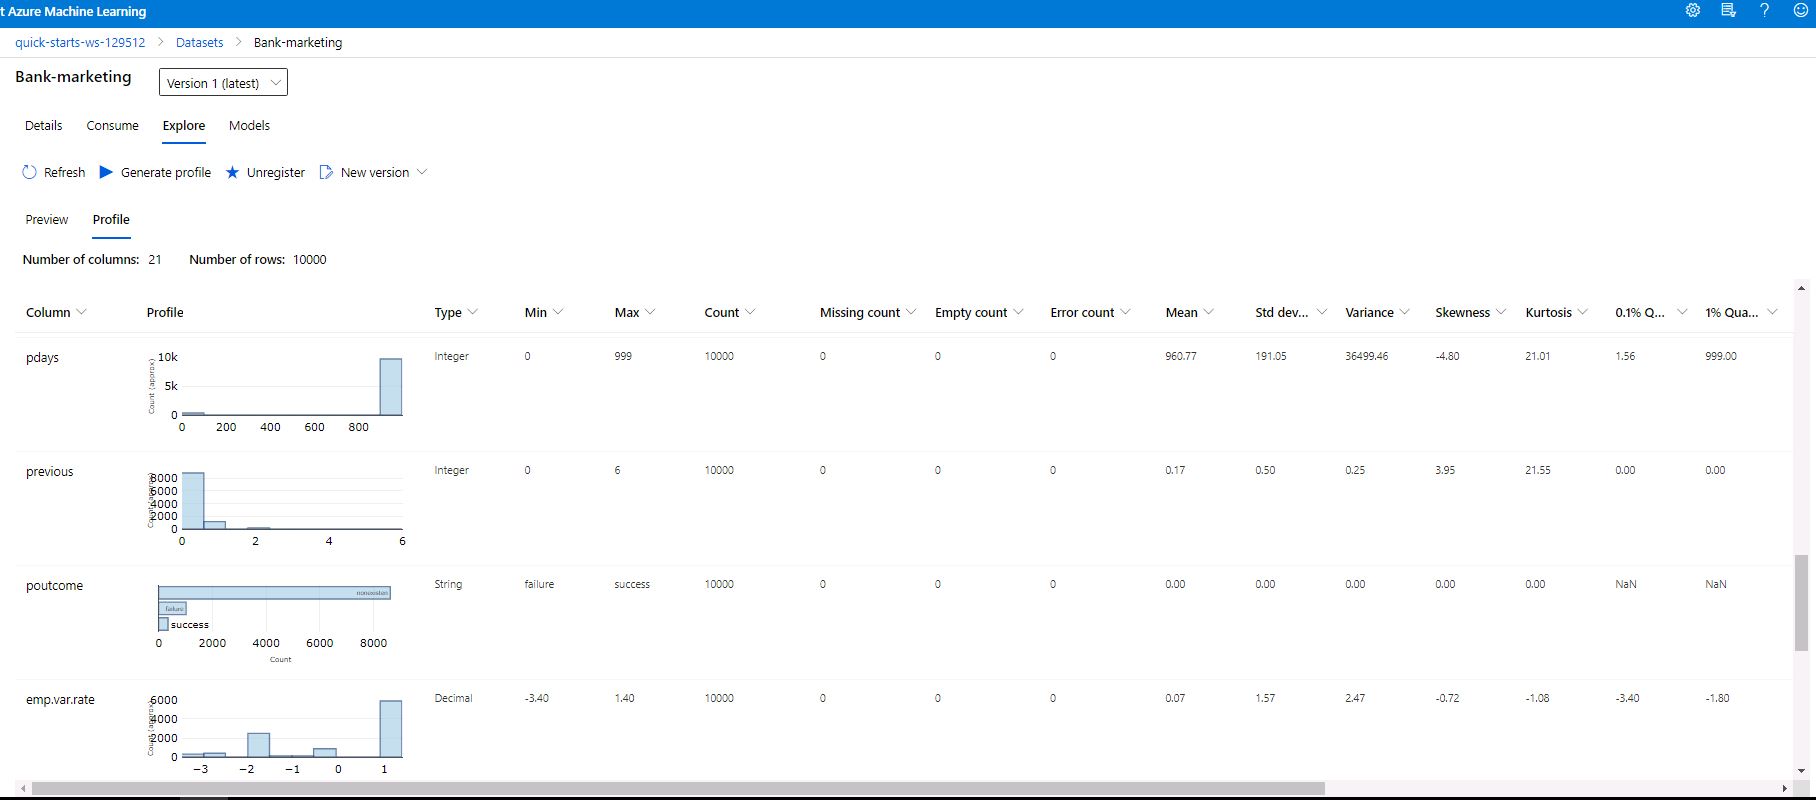 t Azure Machine Learning
quick-starts-ws-129512 > Datasets > Bank-marketing
Bank-marketing Version 1 (latest)
Details Consume Explore Models
Refresh Generate profile Unregister New version
Preview Profile
Number of columns: 21 Number of rows: 10000
Column Profile Type Min Max Count Missing count Empty count Error count Mean Std dev... Variance Skewness Kurtosis 0.1% Q... 1% Qua...
pdays Integer 0 999 10000 0 0 0 960.77 191.05 36499.46 -4.80 21.01 1.56 999.00
Count (approx)
10k
5k
0
0 200 400 600 800
previous Integer 0 6 10000 0 0 0 0.17 0.50 0.25 3.95 21.55 0.00 0.00
Count (approx)
8000
6000
4000
2000
0
0 2 4 6
poutcome String failure success 10000 0 0 0 0.00 0.00 0.00 0.00 0.00 NaN NaN
nonexisten
failure
success
0 2000 4000 6000 8000
Count
emp.var.rate Decimal -3.40 1.40 10000 0 0 0 0.07 1.57 2.47 -0.72 -1.08 -3.40 -1.80
Count (approx)
6000
4000
2000
0
−3 −2 −1 0 1